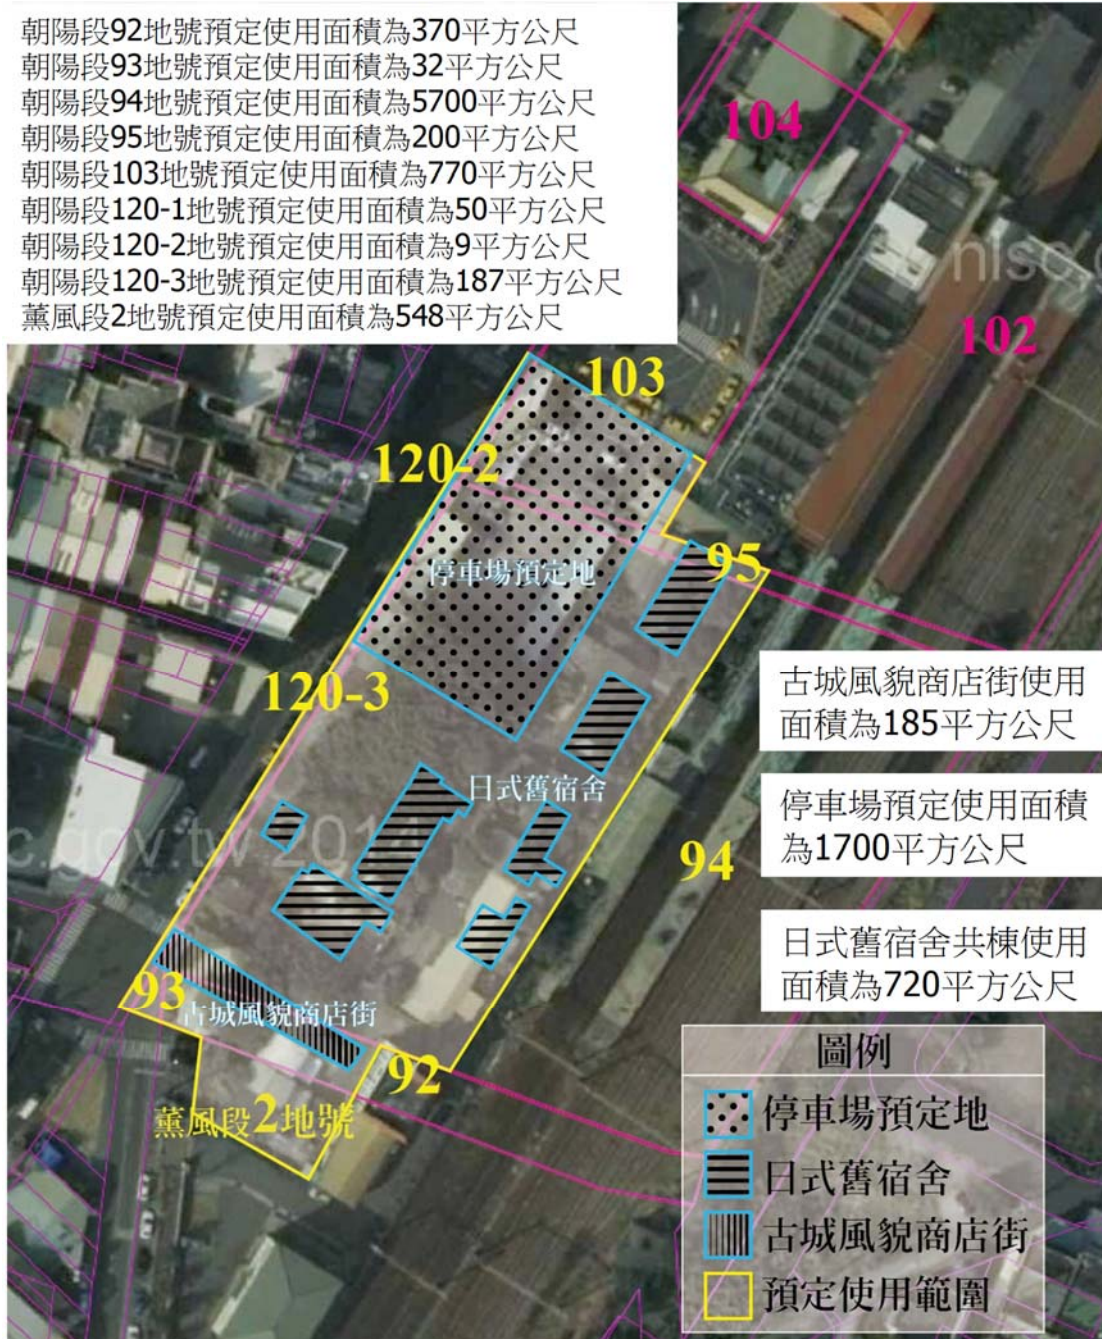 朝陽段92地號預定使用面積為370平方公尺
朝陽段93地號預定使用面積為32平方公尺
朝陽段94地號預定使用面積為5700平方公尺
朝陽段95地號預定使用面積為200平方公尺
朝陽段103地號預定使用面積為770平方公尺
朝陽段120-1地號預定使用面積為50平方公尺
朝陽段120-2地號預定使用面積為9平方公尺
朝陽段120-3地號預定使用面積為187平方公尺
薰風段2地號預定使用面積為548平方公尺
104
nlsc.g
102
103
120-2
停車場預定地
95
120-3
古城風貌商店街使用
面積為185平方公尺
日式舊宿舍
停車場預定使用面積
為1700平方公尺
c.gov.tw 2014
94
日式舊宿舍共棟使用
面積為720平方公尺
93
古城風貌商店街
92
薰風段2地號
圖例
停車場預定地
日式舊宿舍
古城風貌商店街
預定使用範圍